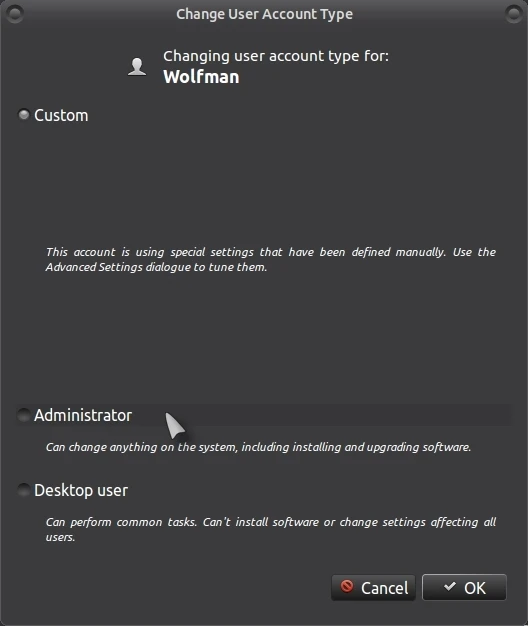 Change User Account Type
Changing user account type for:
Wolfman
Custom
This account is using special settings that have been defined manually. Use the
Advanced Settings dialogue to tune them.
Administrator
Can change anything on the system, including installing and upgrading software.
Desktop user
Can perform common tasks. Can't install software or change settings affecting all
users.
Cancel
OK